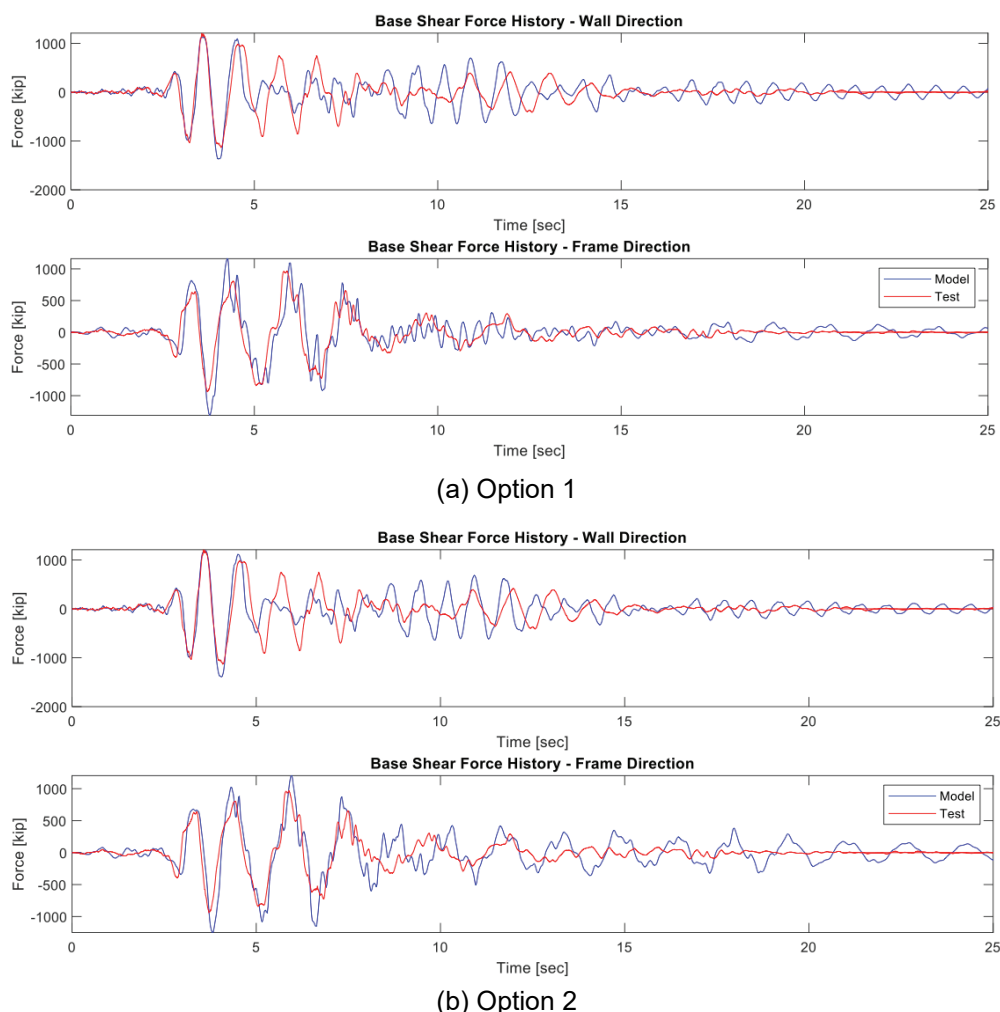 Base Shear Force History - Wall Direction
1000
0
-1000
-2000
Force [kip]
0 5 10 15 20 25
Time [sec]
Base Shear Force History - Frame Direction
1000
500
0
-500
-1000
Force [kip]
Model
Test
0 5 10 15 20 25
Time [sec]
(a) Option 1
Base Shear Force History - Wall Direction
1000
0
-1000
-2000
Force [kip]
0 5 10 15 20 25
Time [sec]
Base Shear Force History - Frame Direction
1000
500
0
-500
-1000
Force [kip]
Model
Test
0 5 10 15 20 25
Time [sec]
(b) Option 2